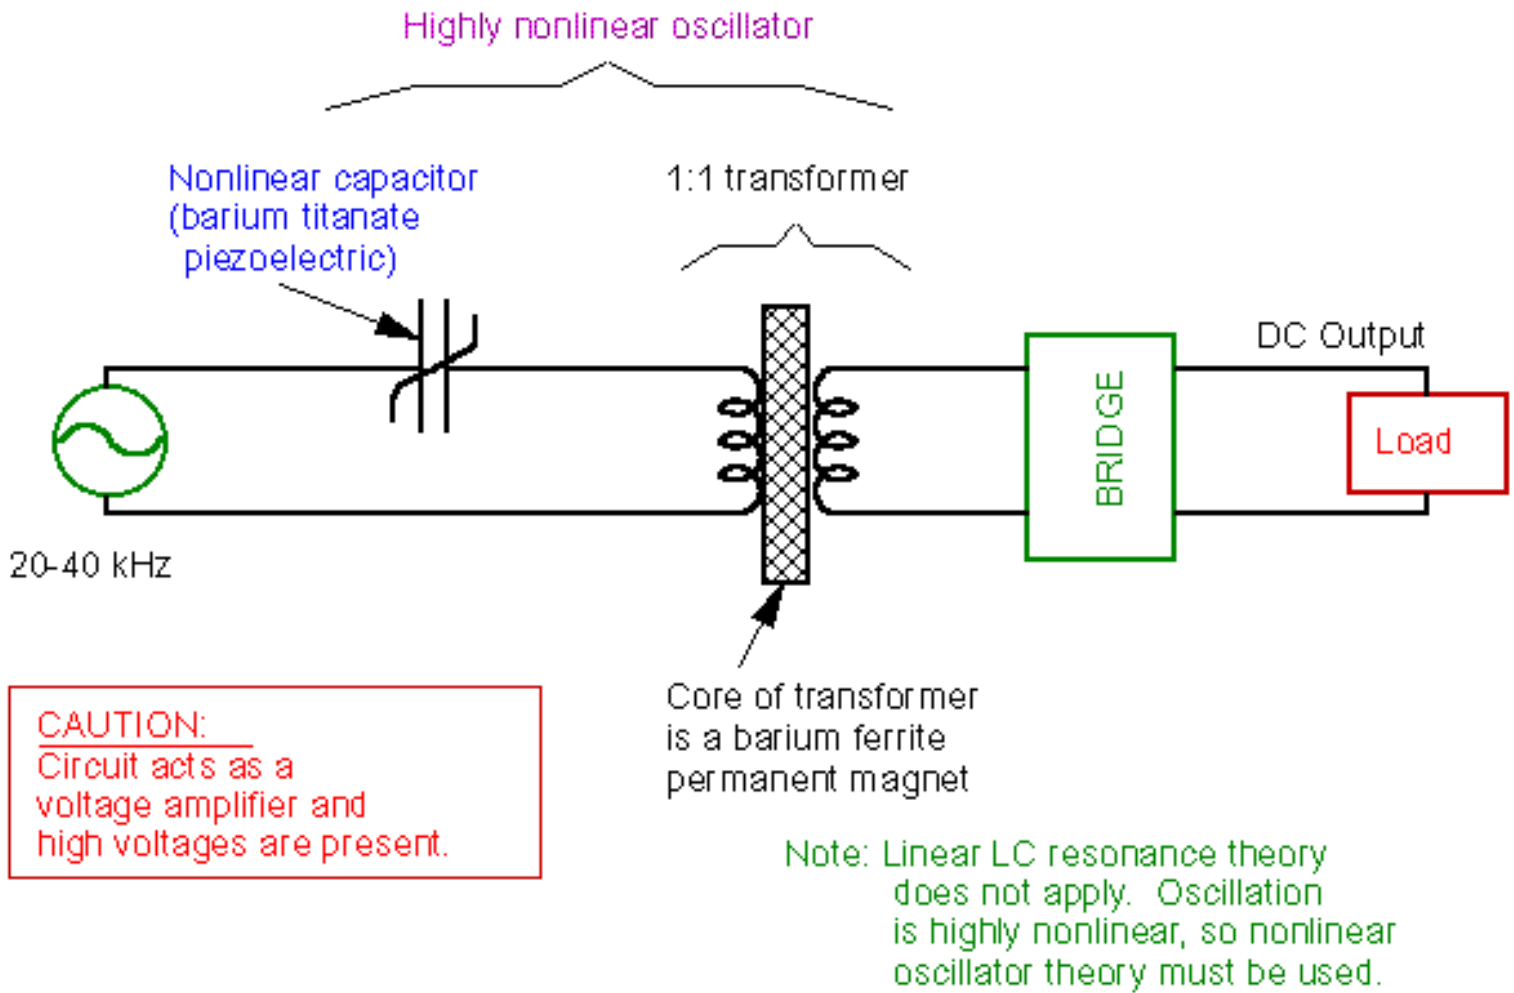 Highly nonlinear oscillator
Nonlinear capacitor
(barium titanate
piezoelectric)
1:1 transformer
DC Output
BRIDGE
Load
20-40 kHz
Core of transformer
is a barium ferrite
permanent magnet
CAUTION:
Circuit acts as a
voltage amplifier and
high voltages are present.
Note: Linear LC resonance theory
does not apply. Oscillation
is highly nonlinear, so nonlinear
oscillator theory must be used.